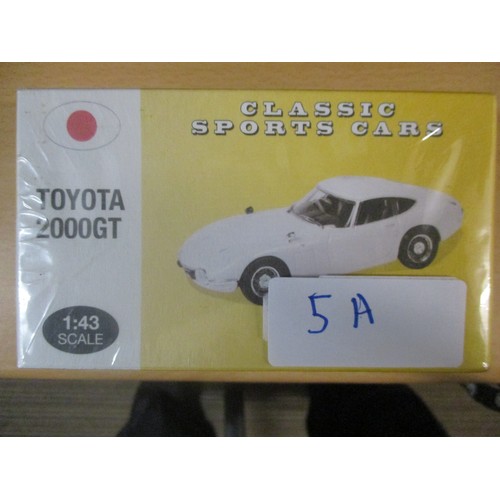 CLASSIC
SPORTS CARS
TOYOTA
2000GT
1:43
SCALE
5 A